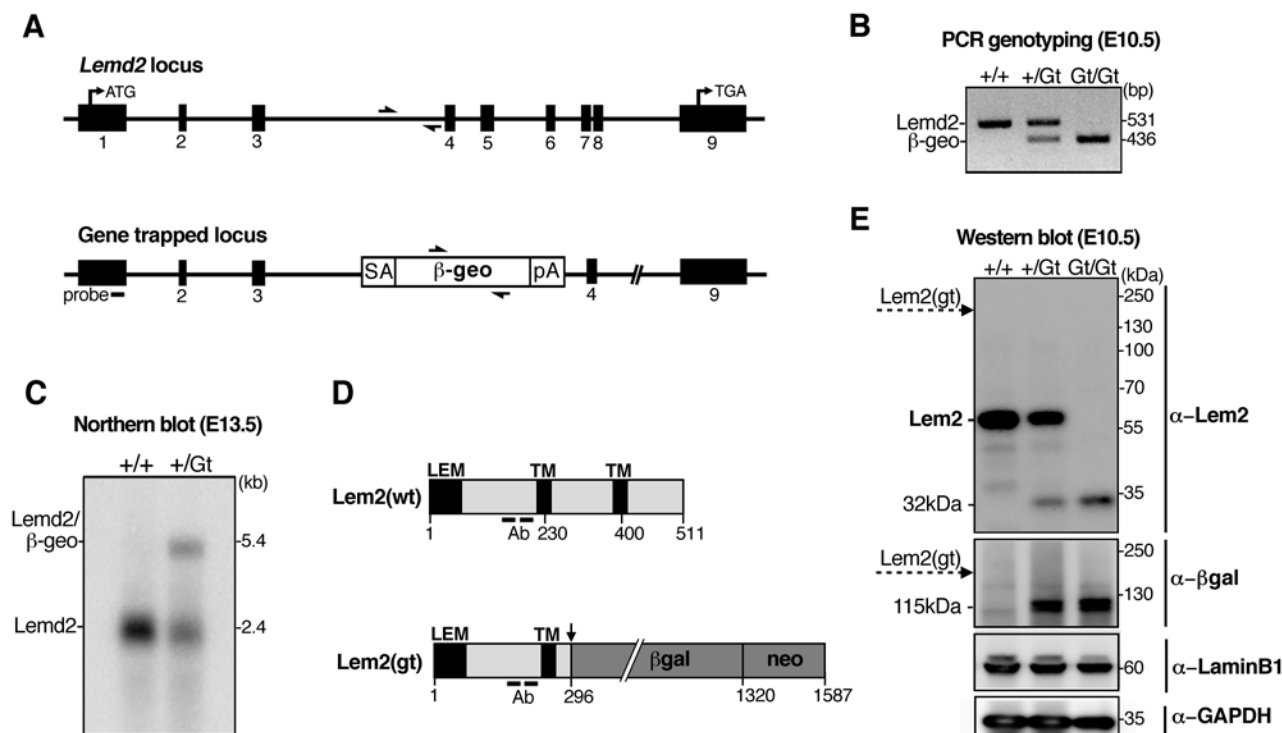 A
Lemd2 locus
ATG
TGA
1 2 3 4 5 6 7 8 9
Gene trapped locus
SA β-geo pA
probe
2 3 4 9
B
PCR genotyping (E10.5)
+/+ +/Gt Gt/Gt
(bp)
Lemd2 531
β-geo 436
C
Northern blot (E13.5)
+/+ +/Gt
(kb)
Lemd2/
β-geo 5.4
Lemd2 2.4
D
LEM TM TM
Lem2(wt)
1 Ab 230 400 511
LEM TM
Lem2(gt) βgal neo
1 Ab 296 1320 1587
E
Western blot (E10.5)
+/+ +/Gt Gt/Gt
(kDa)
Lem2(gt)
250
130
100
70
Lem2
55
α–Lem2
35
32kDa
Lem2(gt)
250
α–βgal
130
115kDa
60 α–LaminB1
35 α–GAPDH